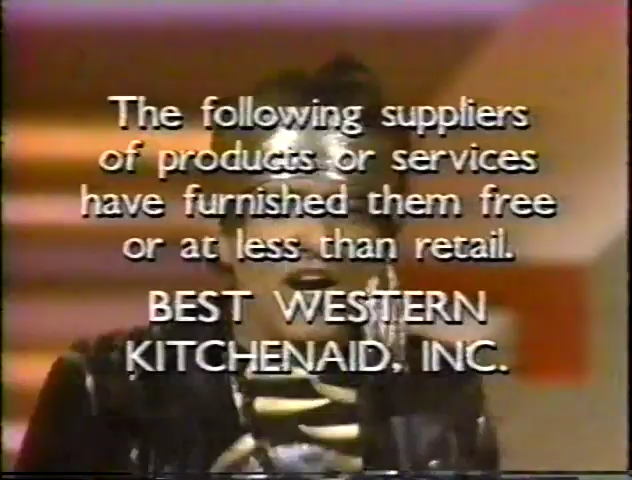 The following suppliers
of products or services
have furnished them free
or at less than retail.
BEST WESTERN
KITCHENAID, INC.